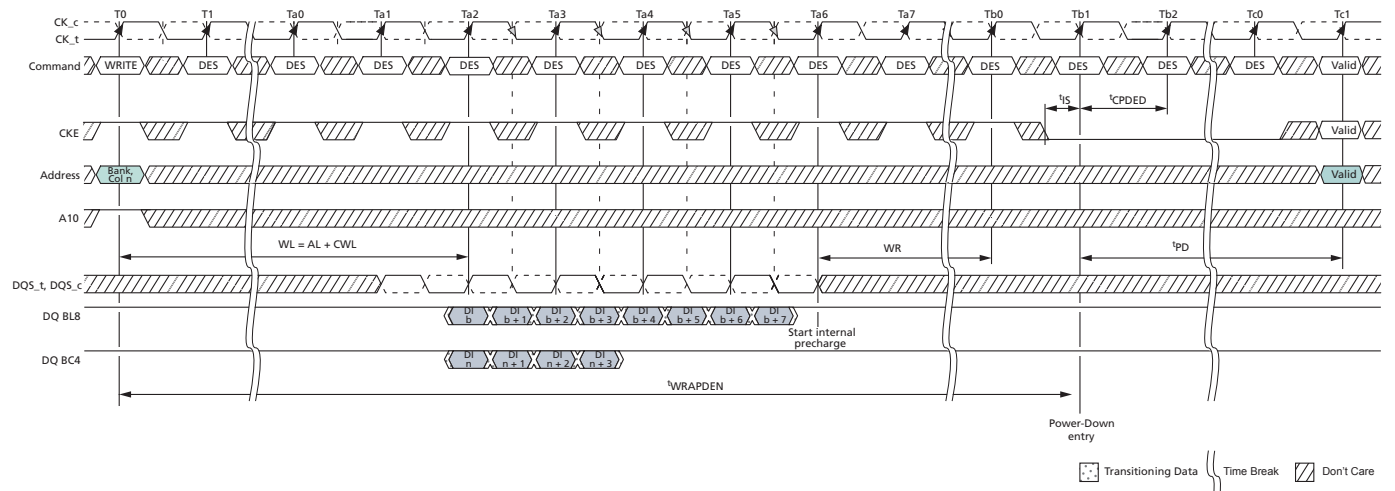 T0 T1 Ta0 Ta1 Ta2 Ta3 Ta4 Ta5 Ta6 Ta7 Tb0 Tb1 Tb2 Tc0 Tc1
CK_c
CK_t
Command WRITE DES DES DES DES DES DES DES DES DES DES DES DES DES Valid
tIS tCPDED
CKE Valid
Address Bank, Col n Valid
A10
WL = AL + CWL WR tPD
DQS_t, DQS_c
DQ BL8 DI b DI b + 1 DI b + 2 DI b + 3 DI b + 4 DI b + 5 DI b + 6 DI b + 7
Start internal
precharge
DQ BC4 DI n DI n + 1 DI n + 2 DI n + 3
tWRAPDEN
Power-Down
entry
Transitioning Data Time Break Don't Care